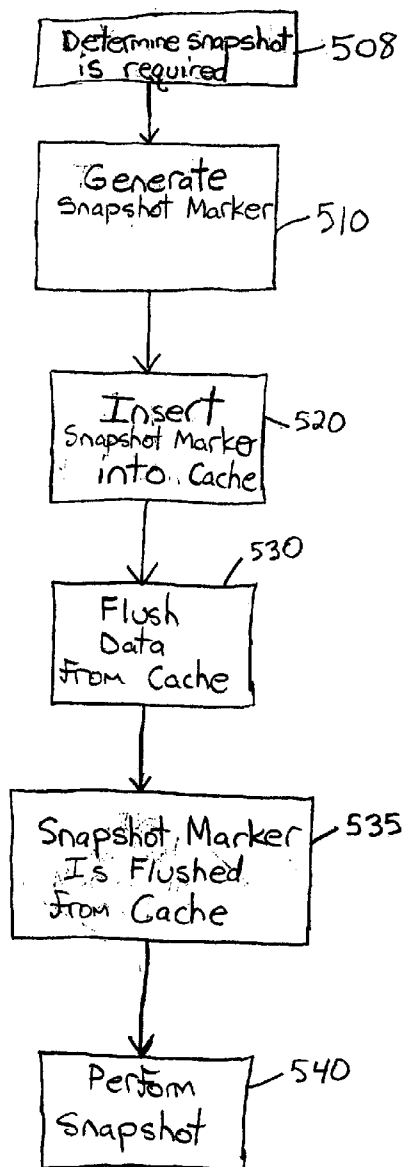 Determine snapshot
is required
508
Generate
Snapshot Marker
510
Insert
Snapshot Marker
into Cache
520
530
Flush
Data
From Cache
Snapshot Marker
Is Flushed
From Cache
535
Perform
Snapshot
540